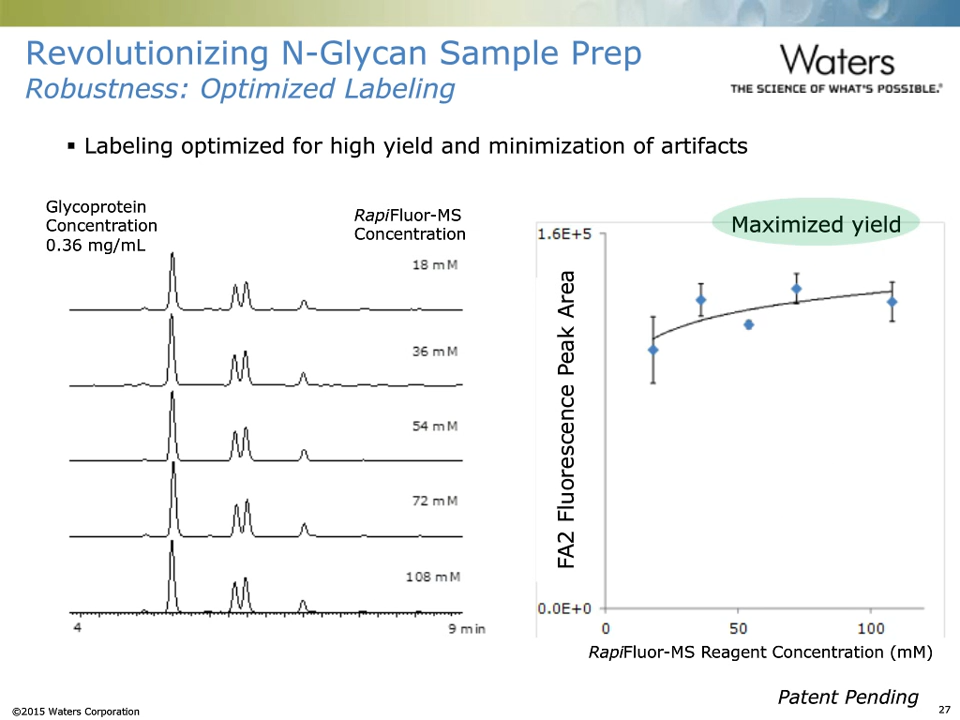 Revolutionizing N-Glycan Sample Prep
Robustness: Optimized Labeling
Waters
THE SCIENCE OF WHAT'S POSSIBLE.®
▪ Labeling optimized for high yield and minimization of artifacts
Glycoprotein
Concentration
0.36 mg/mL
RapiFluor-MS
Concentration
18 mM
36 mM
54 mM
72 mM
108 mM
4
9 min
Maximized yield
1.6E+5
FA2 Fluorescence Peak Area
0.0E+0
0 50 100
RapiFluor-MS Reagent Concentration (mM)
Patent Pending
©2015 Waters Corporation
27